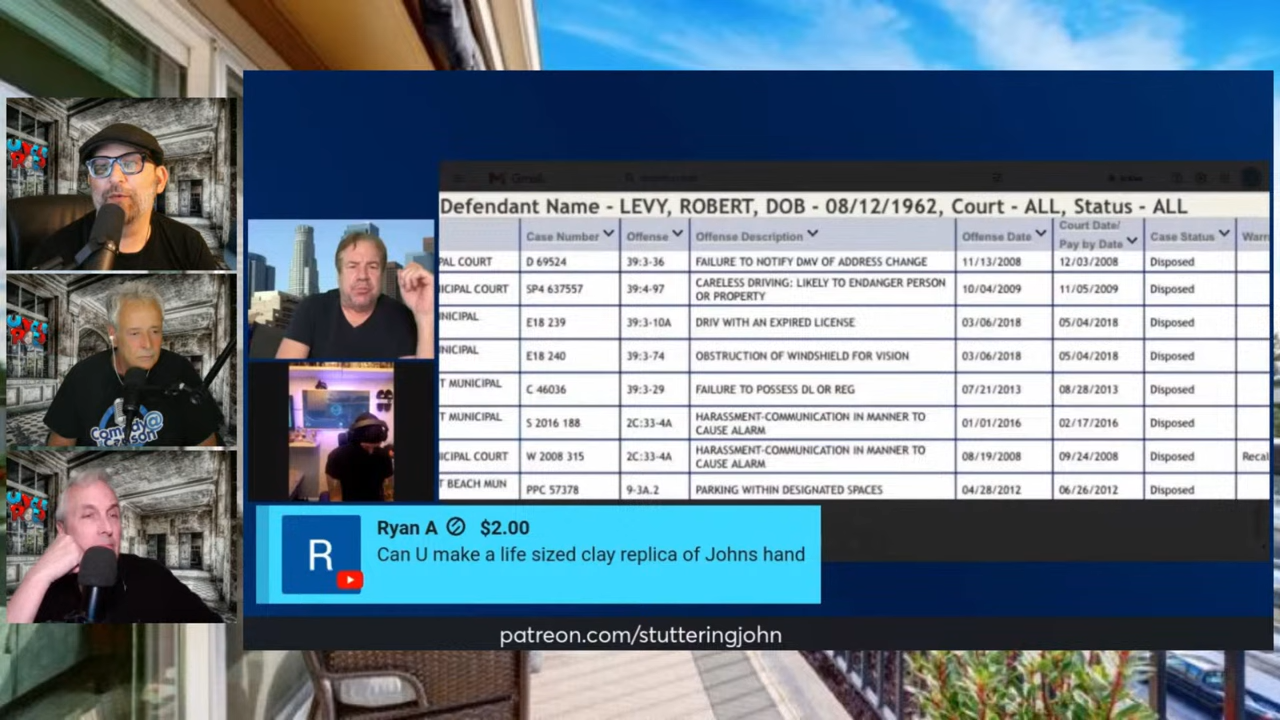 Gmail
Defendant Name - LEVY, ROBERT, DOB - 08/12/1962, Court - ALL, Status - ALL
Case Number Offense Offense Description Offense Date Court Date/ Pay by Date Case Status Warr
PAL COURT D 69524 39:3-36 FAILURE TO NOTIFY DMV OF ADDRESS CHANGE 11/13/2008 12/03/2008 Disposed
ICIPAL COURT SP4 637557 39:4-97 CARELESS DRIVING: LIKELY TO ENDANGER PERSON OR PROPERTY 10/04/2009 11/05/2009 Disposed
NICIPAL E18 239 39:3-10A DRIV WITH AN EXPIRED LICENSE 03/06/2018 05/04/2018 Disposed
NICIPAL E18 240 39:3-74 OBSTRUCTION OF WINDSHIELD FOR VISION 03/06/2018 05/04/2018 Disposed
T MUNICIPAL C 46036 39:3-29 FAILURE TO POSSESS DL OR REG 07/21/2013 08/28/2013 Disposed
T MUNICIPAL S 2016 188 2C:33-4A HARASSMENT-COMMUNICATION IN MANNER TO CAUSE ALARM 01/01/2016 02/17/2016 Disposed
ICIPAL COURT W 2008 315 2C:33-4A HARASSMENT-COMMUNICATION IN MANNER TO CAUSE ALARM 08/19/2008 09/24/2008 Disposed Recal
T BEACH MUN PPC 57378 9-3A.2 PARKING WITHIN DESIGNATED SPACES 04/28/2012 06/26/2012 Disposed
R
Ryan A $2.00
Can U make a life sized clay replica of Johns hand
patreon.com/stutteringjohn